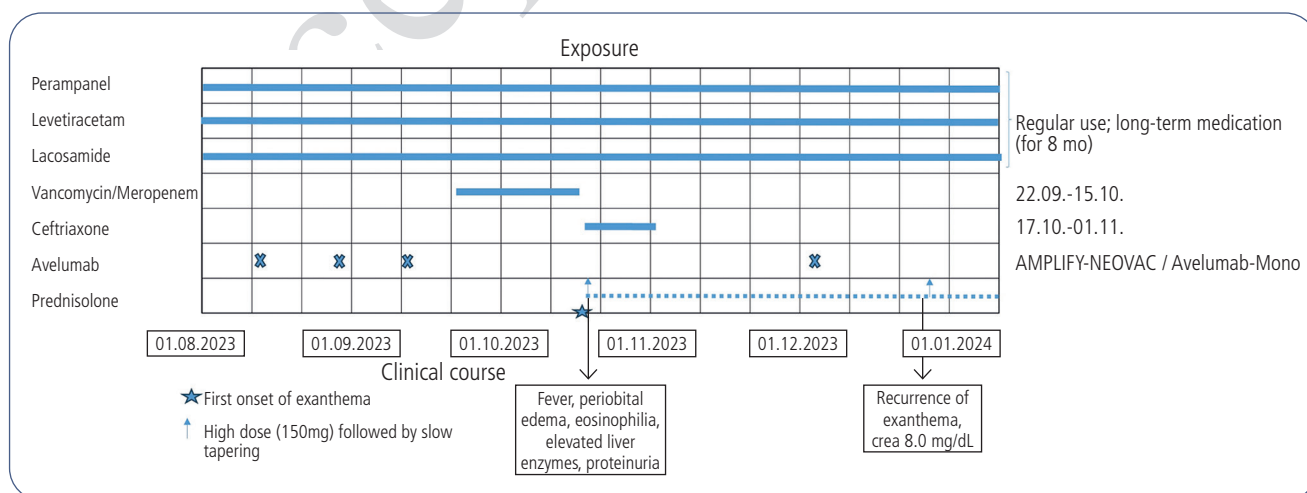 Exposure
Perampanel
Levetiracetam
Lacosamide
Vancomycin/Meropenem
Ceftriaxone
Avelumab
Prednisolone
Regular use; long-term medication
(for 8 mo)
22.09.-15.10.
17.10.-01.11.
AMPLIFY-NEOVAC / Avelumab-Mono
01.08.2023
01.09.2023
01.10.2023
01.11.2023
01.12.2023
01.01.2024
Clinical course
First onset of exanthema
High dose (150mg) followed by slow
tapering
Fever, peribital
edema, eosinophilia,
elevated liver
enzymes, proteinuria
Recurrence of
exanthema,
crea 8.0 mg/dL